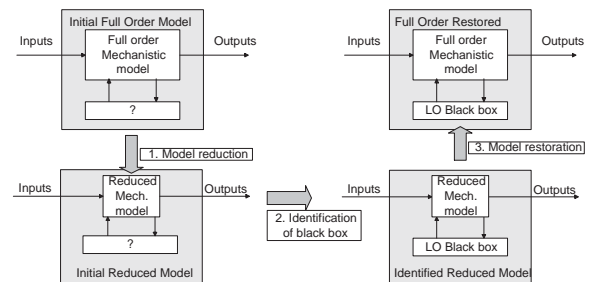 Initial Full Order Model
Inputs
Full order
Mechanistic
model
Outputs
?
Full Order Restored
Inputs
Full order
Mechanistic
model
Outputs
LO Black box
1. Model reduction
3. Model restoration
Inputs
Reduced
Mech.
model
Outputs
?
Initial Reduced Model
2. Identification
of black box
Inputs
Reduced
Mech.
model
Outputs
LO Black box
Identified Reduced Model